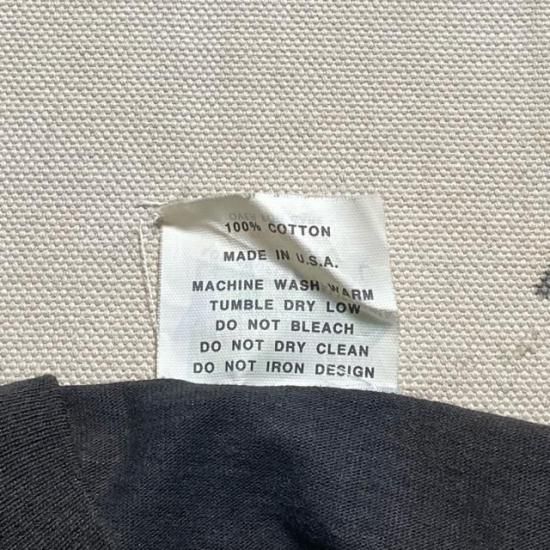 100% COTTON
MADE IN U.S.A.
MACHINE WASH WARM
TUMBLE DRY LOW
DO NOT BLEACH
DO NOT DRY CLEAN
DO NOT IRON DESIGN